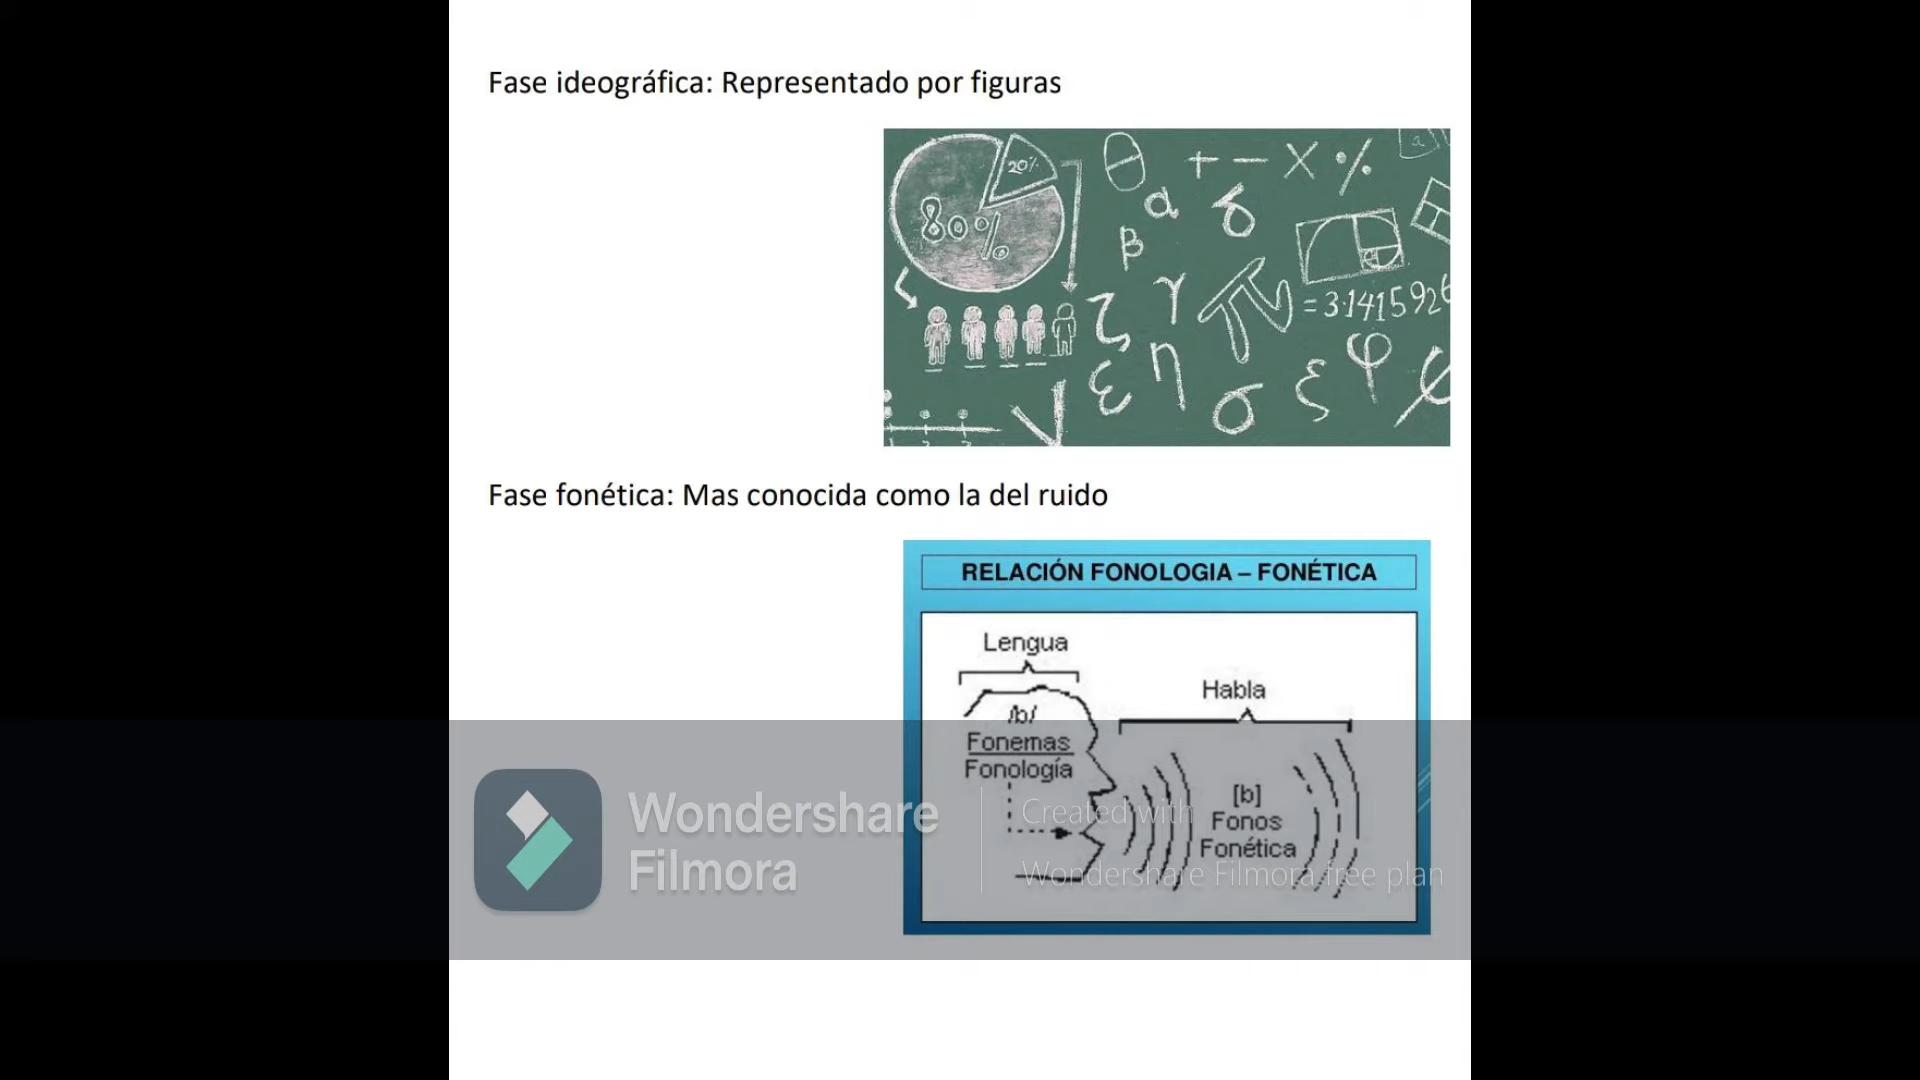 Fase ideográfica: Representado por figuras
20%
80%
θ + − × %
α δ
β
γ
ζ π = 3.1415926
ε η σ ξ φ ψ
√
Fase fonética: Mas conocida como la del ruido
RELACIÓN FONOLOGIA – FONÉTICA
Lengua
Habla
/b/
Fonemas
Fonología
[b]
Fonos
Fonética
Wondershare
Filmora
Created with
Wondershare Filmora free plan